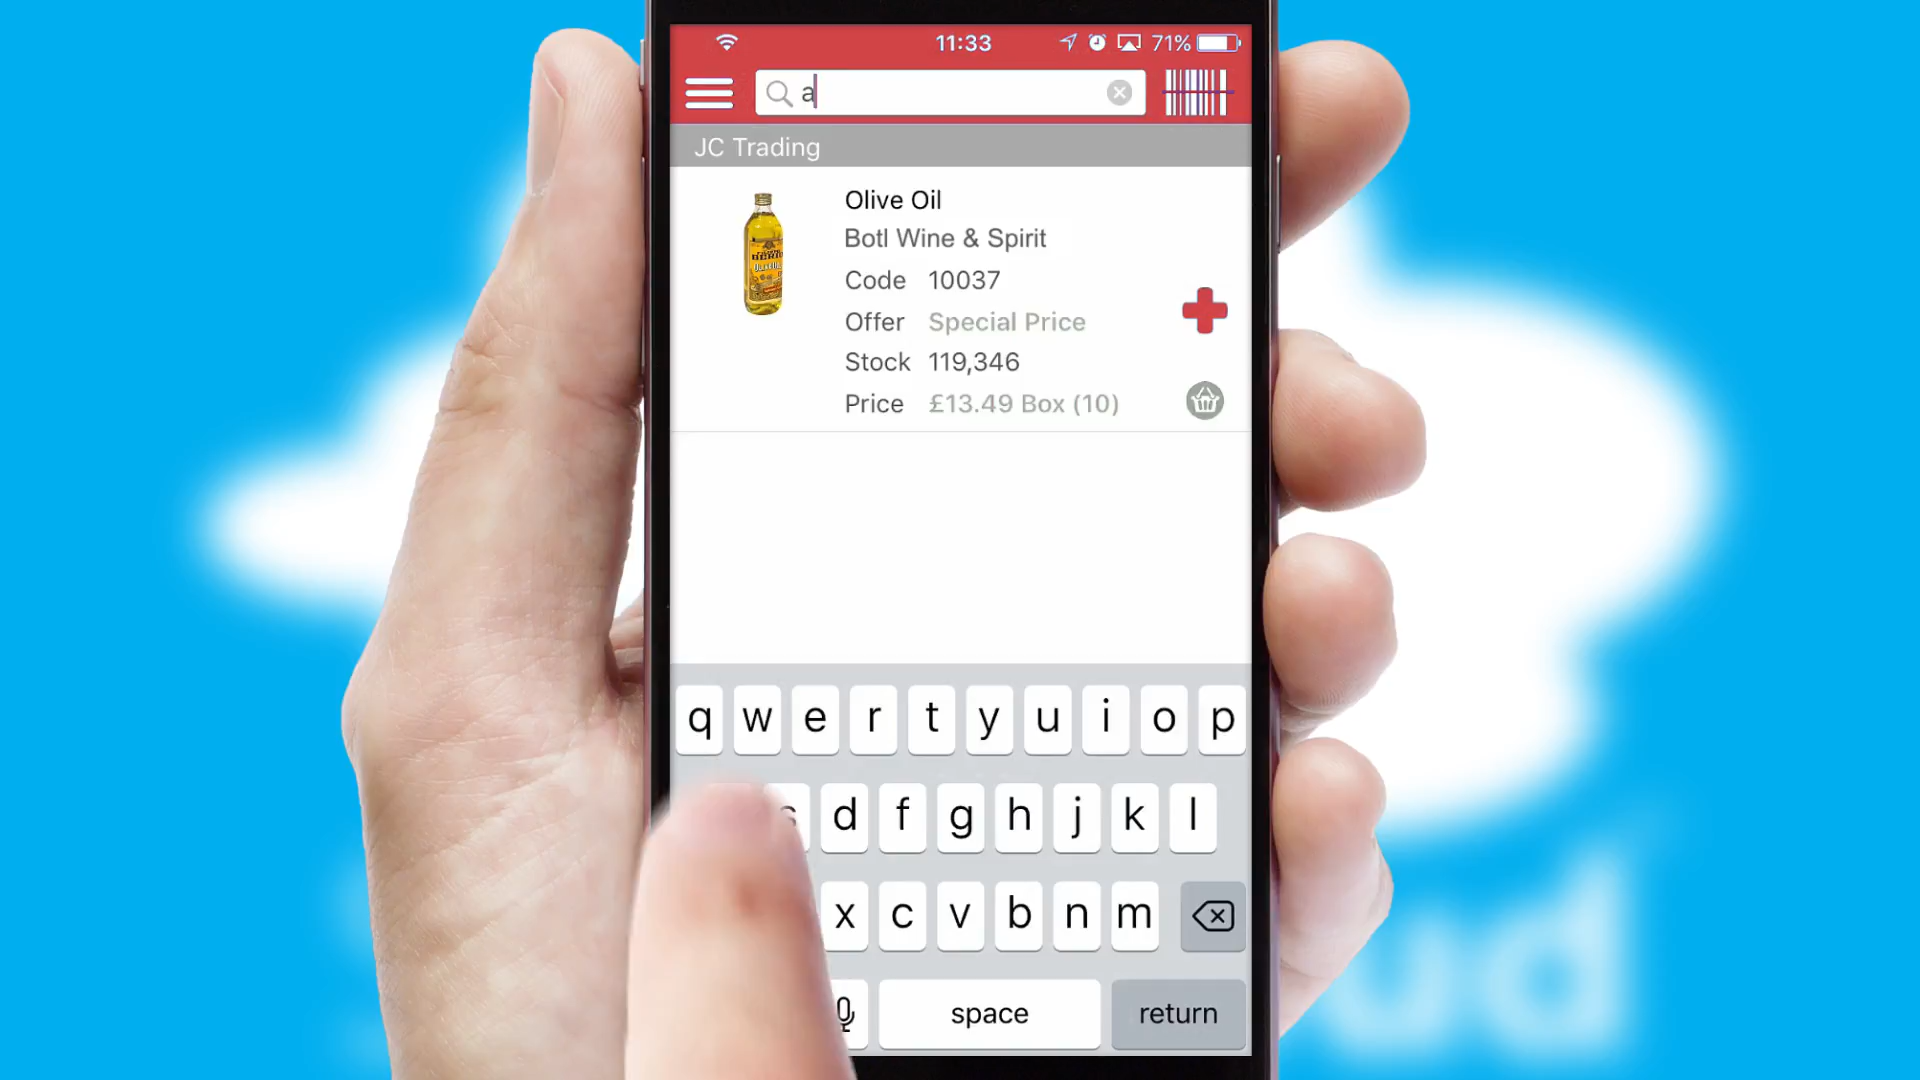 11:33 71%
a
JC Trading
Olive Oil
Botl Wine & Spirit
Code 10037
Offer Special Price
Stock 119,346
Price £13.49 Box (10)
q w e r t y u i o p
s d f g h j k l
x c v b n m
space return
ud